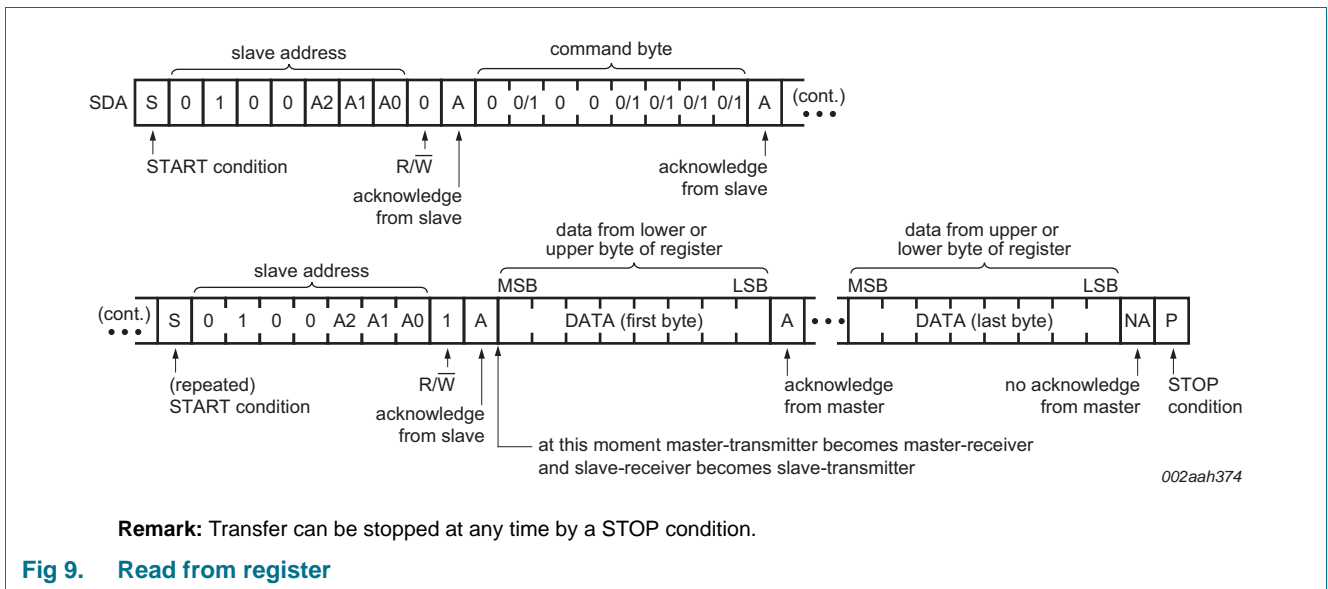 slave address
command byte
SDA S 0 1 0 0 A2 A1 A0 0 A 0 0/1 0 0 0/1 0/1 0/1 0/1 A (cont.)
START condition
R/W
acknowledge
from slave
acknowledge
from slave
data from lower or
upper byte of register
data from upper or
lower byte of register
slave address
MSB LSB MSB LSB
(cont.) S 0 1 0 0 A2 A1 A0 1 A DATA (first byte) A DATA (last byte) NA P
(repeated)
START condition
R/W
acknowledge
from slave
acknowledge
from master
no acknowledge
from master
STOP
condition
at this moment master-transmitter becomes master-receiver
and slave-receiver becomes slave-transmitter
002aah374
Remark: Transfer can be stopped at any time by a STOP condition.
Fig 9. Read from register